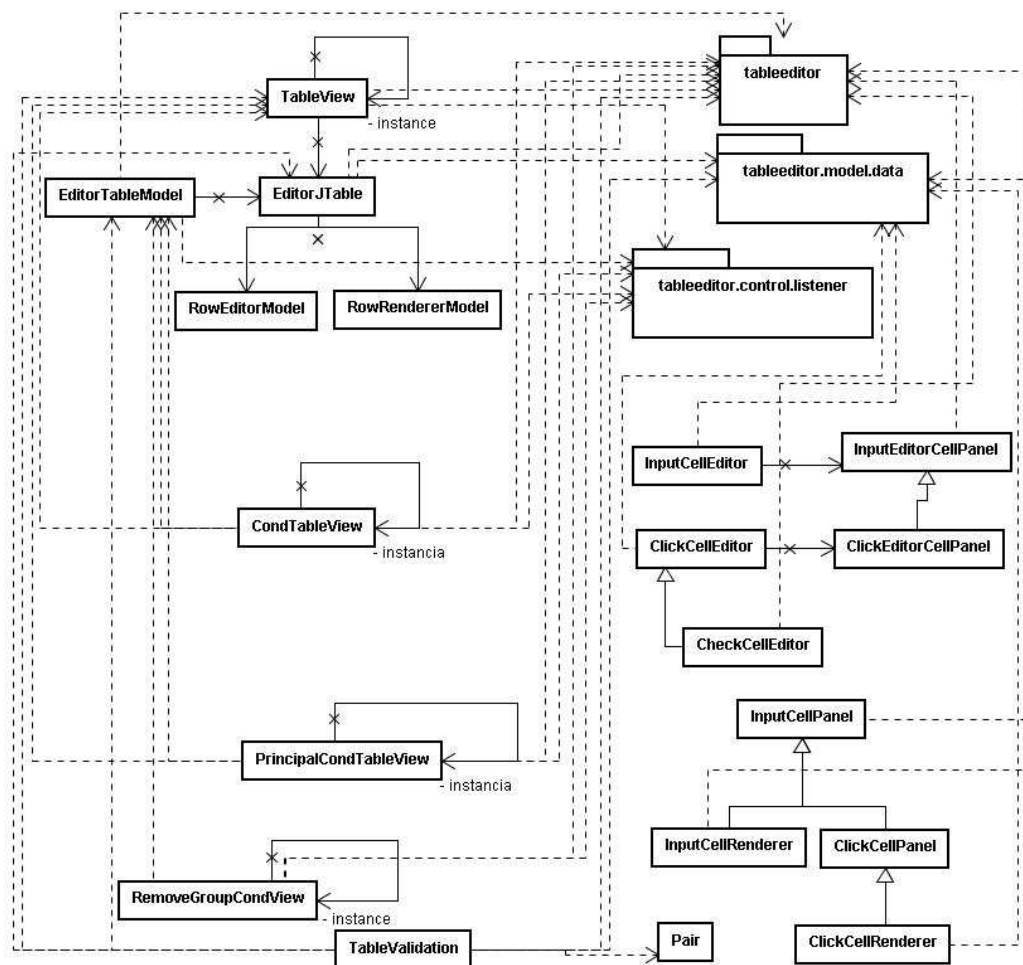 tableeditor
TableView
- instance
tableeditor.model.data
EditorTableModel
EditorJTable
tableeditor.control.listener
RowEditorModel
RowRendererModel
InputCellEditor
InputEditorCellPanel
CondTableView
- instancia
ClickCellEditor
ClickEditorCellPanel
CheckCellEditor
InputCellPanel
PrincipalCondTableView
- instancia
InputCellRenderer
ClickCellPanel
RemoveGroupCondView
- instance
TableValidation
Pair
ClickCellRenderer